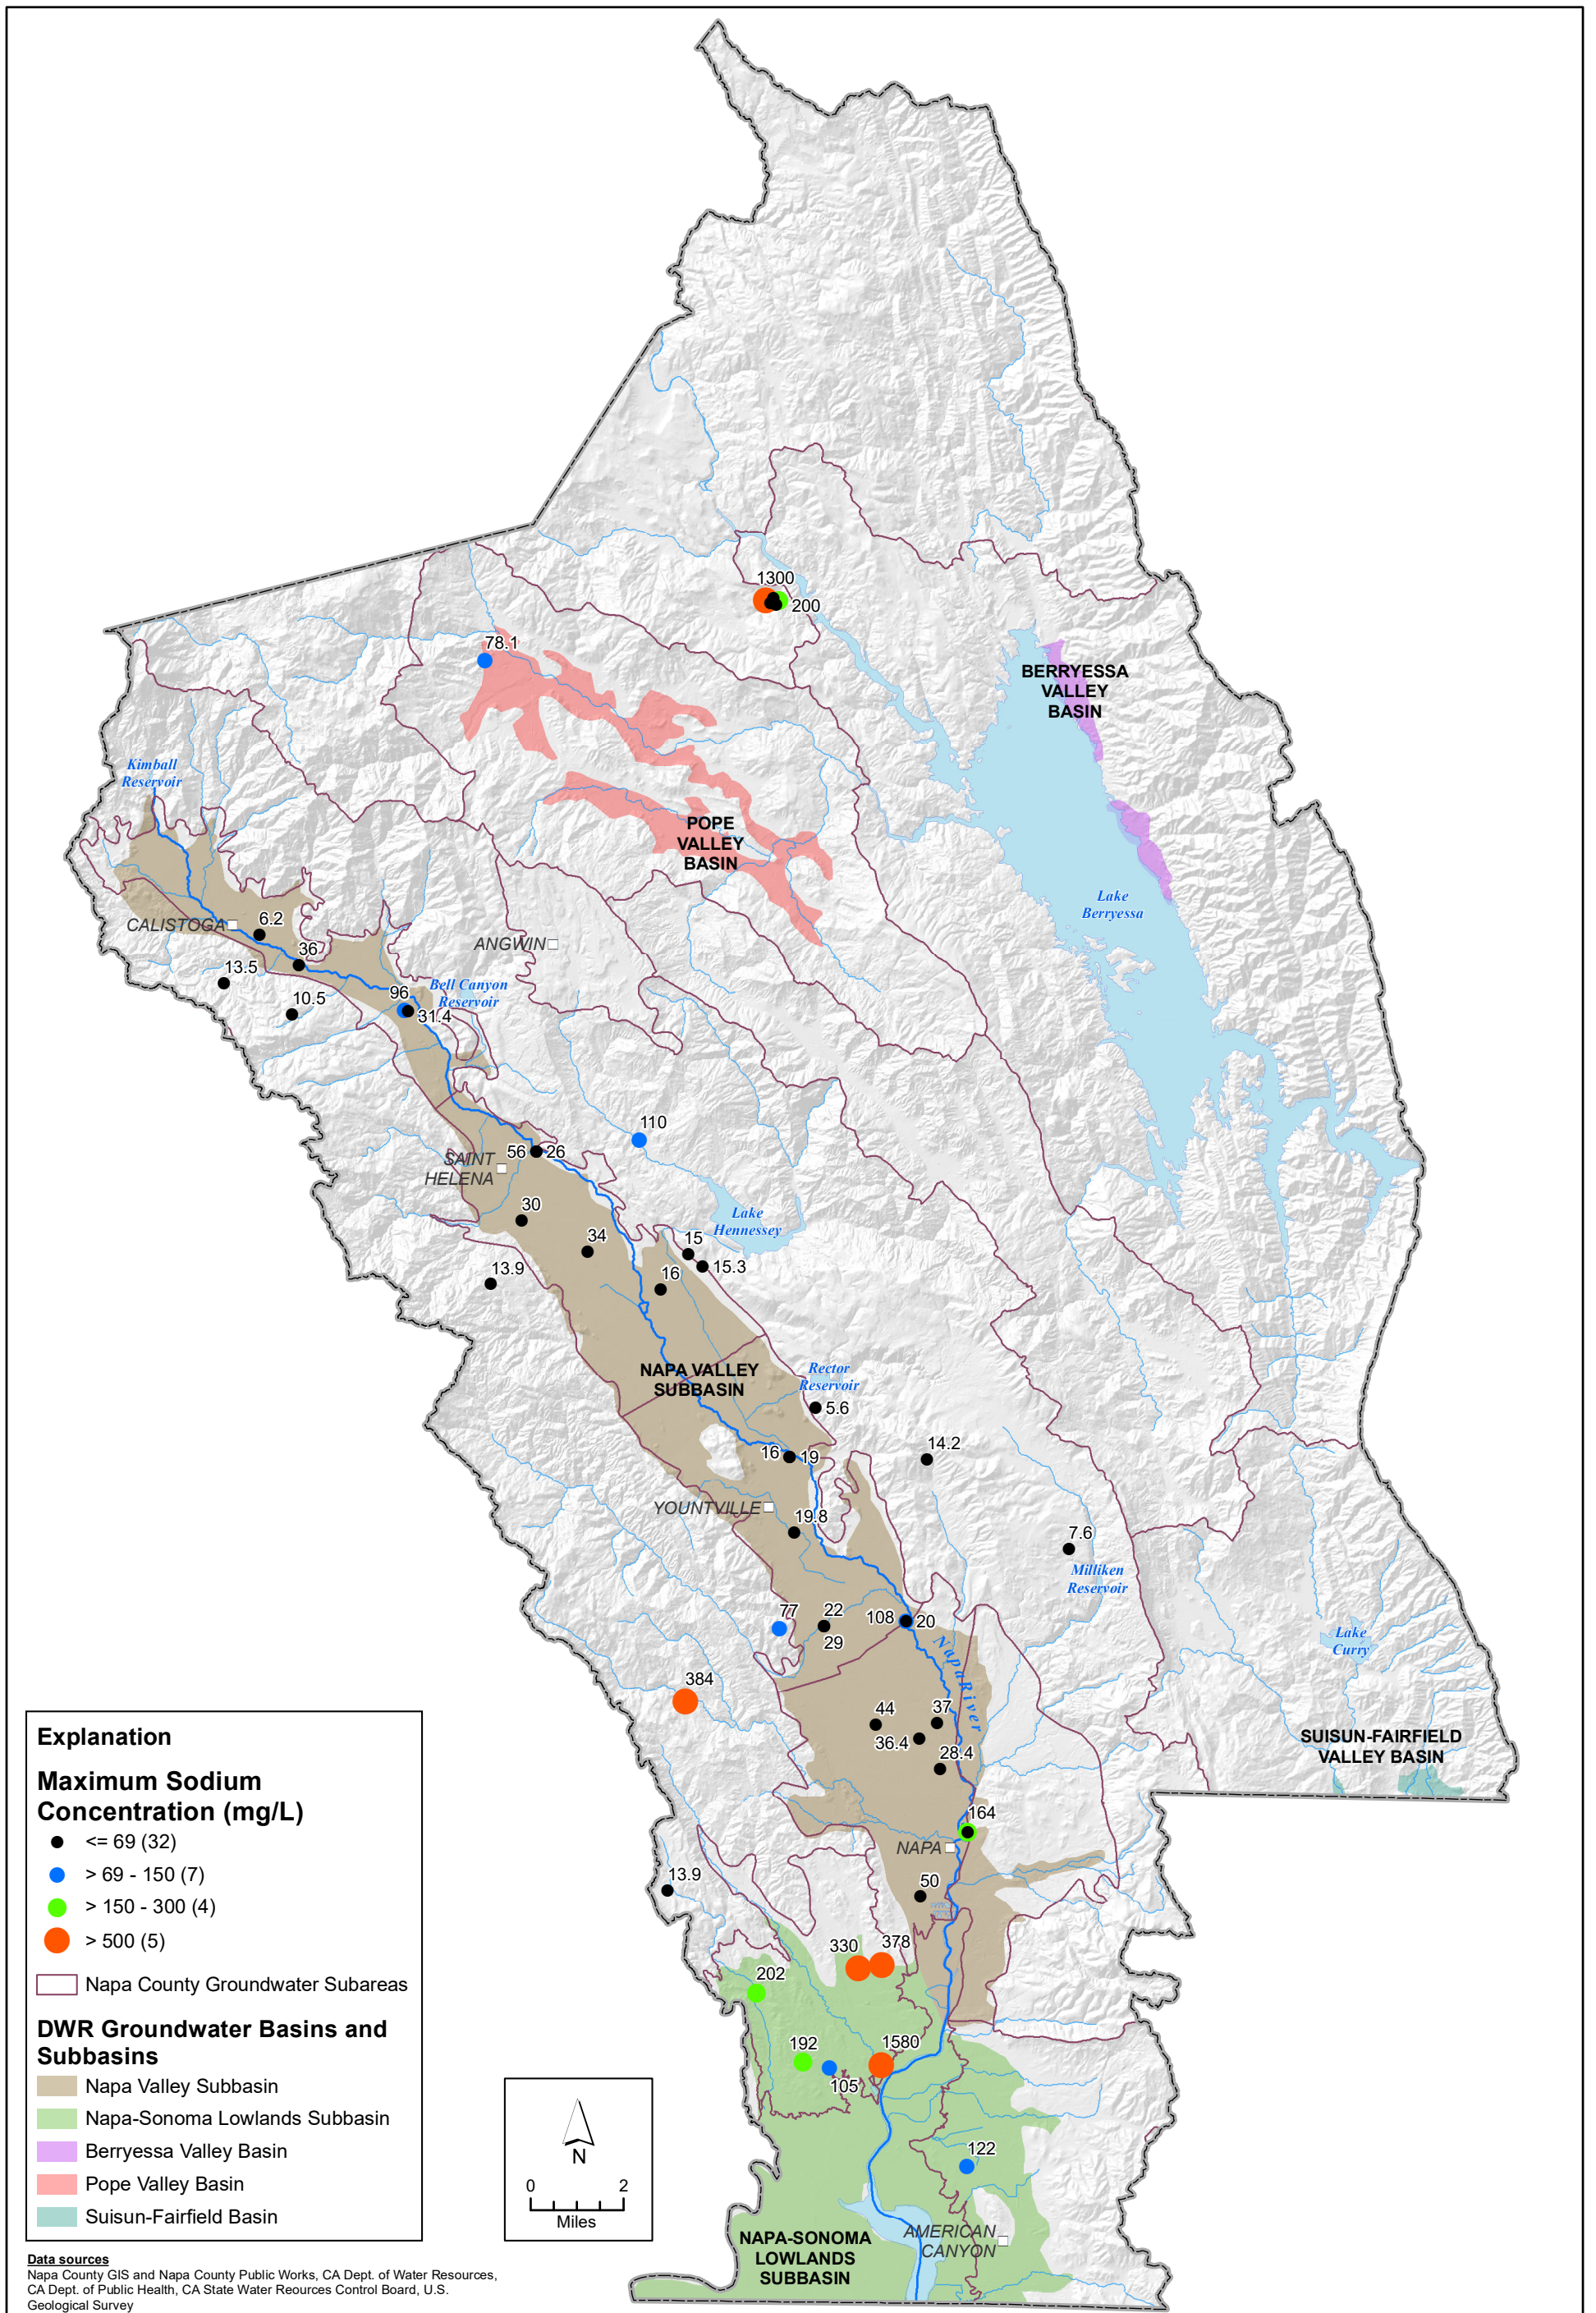 1300
200
78.1
BERRYESSA
VALLEY
BASIN
Kimball
Reservoir
POPE
VALLEY
BASIN
Lake
Berryessa
CALISTOGA
6.2
ANGWIN
36
13.5
10.5
Bell Canyon
Reservoir
96
31.4
110
56
26
SAINT
HELENA
30
Lake
Hennessey
34
15
15.3
13.9
16
NAPA VALLEY
SUBBASIN
Rector
Reservoir
5.6
14.2
16
19
YOUNTVILLE
19.8
7.6
Milliken
Reservoir
77
22
29
108
20
Napa River
Lake
Curry
384
44
37
36.4
28.4
SUISUN-FAIRFIELD
VALLEY BASIN
164
NAPA
13.9
50
330
378
202
192
105
1580
122
AMERICAN
CANYON
NAPA-SONOMA
LOWLANDS
SUBBASIN
Explanation
Maximum Sodium
Concentration (mg/L)
<= 69 (32)
> 69 - 150 (7)
> 150 - 300 (4)
> 500 (5)
Napa County Groundwater Subareas
DWR Groundwater Basins and
Subbasins
Napa Valley Subbasin
Napa-Sonoma Lowlands Subbasin
Berryessa Valley Basin
Pope Valley Basin
Suisun-Fairfield Basin
N
0 2
Miles
Data sources
Napa County GIS and Napa County Public Works, CA Dept. of Water Resources,
CA Dept. of Public Health, CA State Water Reources Control Board, U.S.
Geological Survey